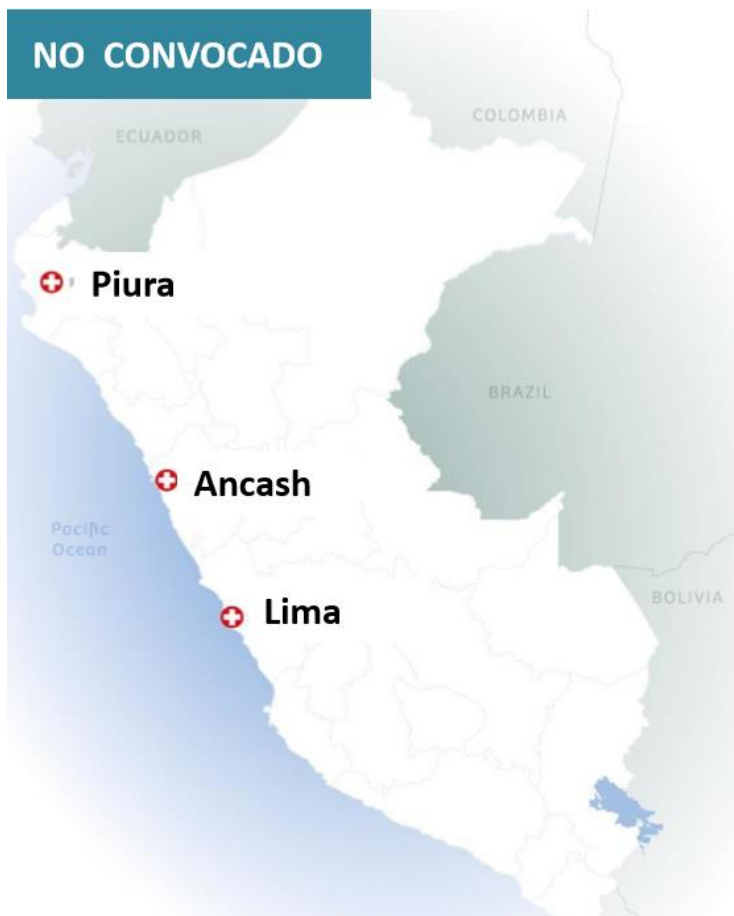 NO CONVOCADO
COLOMBIA
ECUADOR
Piura
BRAZIL
Ancash
Pacific
Ocean
BOLIVIA
Lima